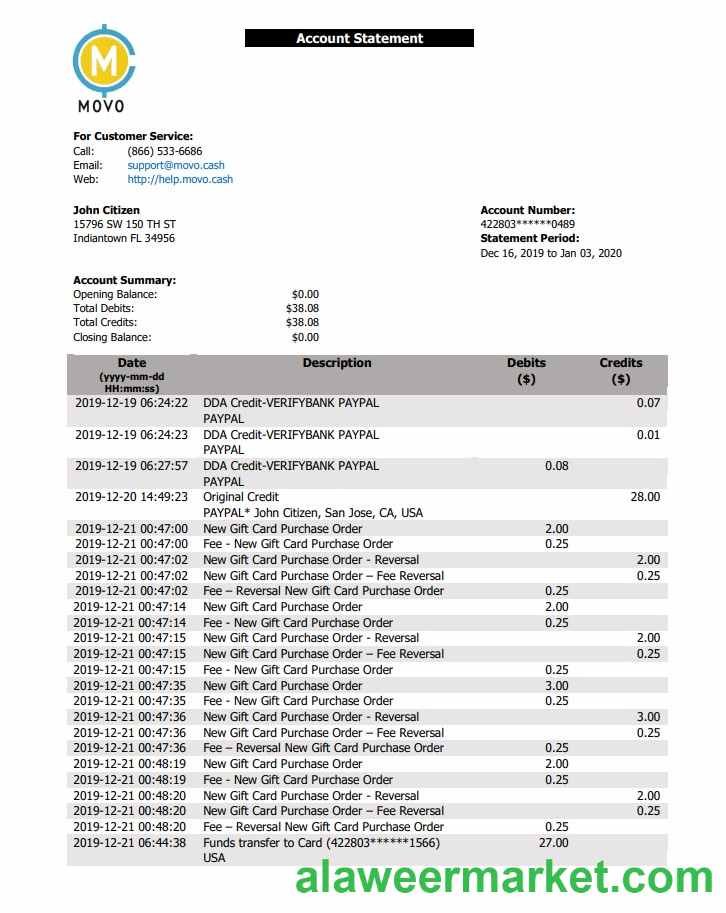 Account Statement
M
MOVO
For Customer Service:
Call: (866) 533-6686
Email: support@movo.cash
Web: http://help.movo.cash
John Citizen
15796 SW 150 TH ST
Indiantown FL 34956
Account Number:
422803******0489
Statement Period:
Dec 16, 2019 to Jan 03, 2020
Account Summary:
Opening Balance: $0.00
Total Debits: $38.08
Total Credits: $38.08
Closing Balance: $0.00
Date Description Debits Credits
(yyyy-mm-dd ($) ($)
HH:mm:ss)
2019-12-19 06:24:22 DDA Credit-VERIFYBANK PAYPAL 0.07
PAYPAL
2019-12-19 06:24:23 DDA Credit-VERIFYBANK PAYPAL 0.01
PAYPAL
2019-12-19 06:27:57 DDA Credit-VERIFYBANK PAYPAL 0.08
PAYPAL
2019-12-20 14:49:23 Original Credit 28.00
PAYPAL* John Citizen, San Jose, CA, USA
2019-12-21 00:47:00 New Gift Card Purchase Order 2.00
2019-12-21 00:47:00 Fee - New Gift Card Purchase Order 0.25
2019-12-21 00:47:02 New Gift Card Purchase Order - Reversal 2.00
2019-12-21 00:47:02 New Gift Card Purchase Order – Fee Reversal 0.25
2019-12-21 00:47:02 Fee – Reversal New Gift Card Purchase Order 0.25
2019-12-21 00:47:14 New Gift Card Purchase Order 2.00
2019-12-21 00:47:14 Fee - New Gift Card Purchase Order 0.25
2019-12-21 00:47:15 New Gift Card Purchase Order - Reversal 2.00
2019-12-21 00:47:15 New Gift Card Purchase Order – Fee Reversal 0.25
2019-12-21 00:47:15 Fee - New Gift Card Purchase Order 0.25
2019-12-21 00:47:35 New Gift Card Purchase Order 3.00
2019-12-21 00:47:35 Fee - New Gift Card Purchase Order 0.25
2019-12-21 00:47:36 New Gift Card Purchase Order - Reversal 3.00
2019-12-21 00:47:36 New Gift Card Purchase Order – Fee Reversal 0.25
2019-12-21 00:47:36 Fee – Reversal New Gift Card Purchase Order 0.25
2019-12-21 00:48:19 New Gift Card Purchase Order 2.00
2019-12-21 00:48:19 Fee - New Gift Card Purchase Order 0.25
2019-12-21 00:48:20 New Gift Card Purchase Order - Reversal 2.00
2019-12-21 00:48:20 New Gift Card Purchase Order – Fee Reversal 0.25
2019-12-21 00:48:20 Fee – Reversal New Gift Card Purchase Order 0.25
2019-12-21 06:44:38 Funds transfer to Card (422803******1566) 27.00
USA
alaweermarket.com